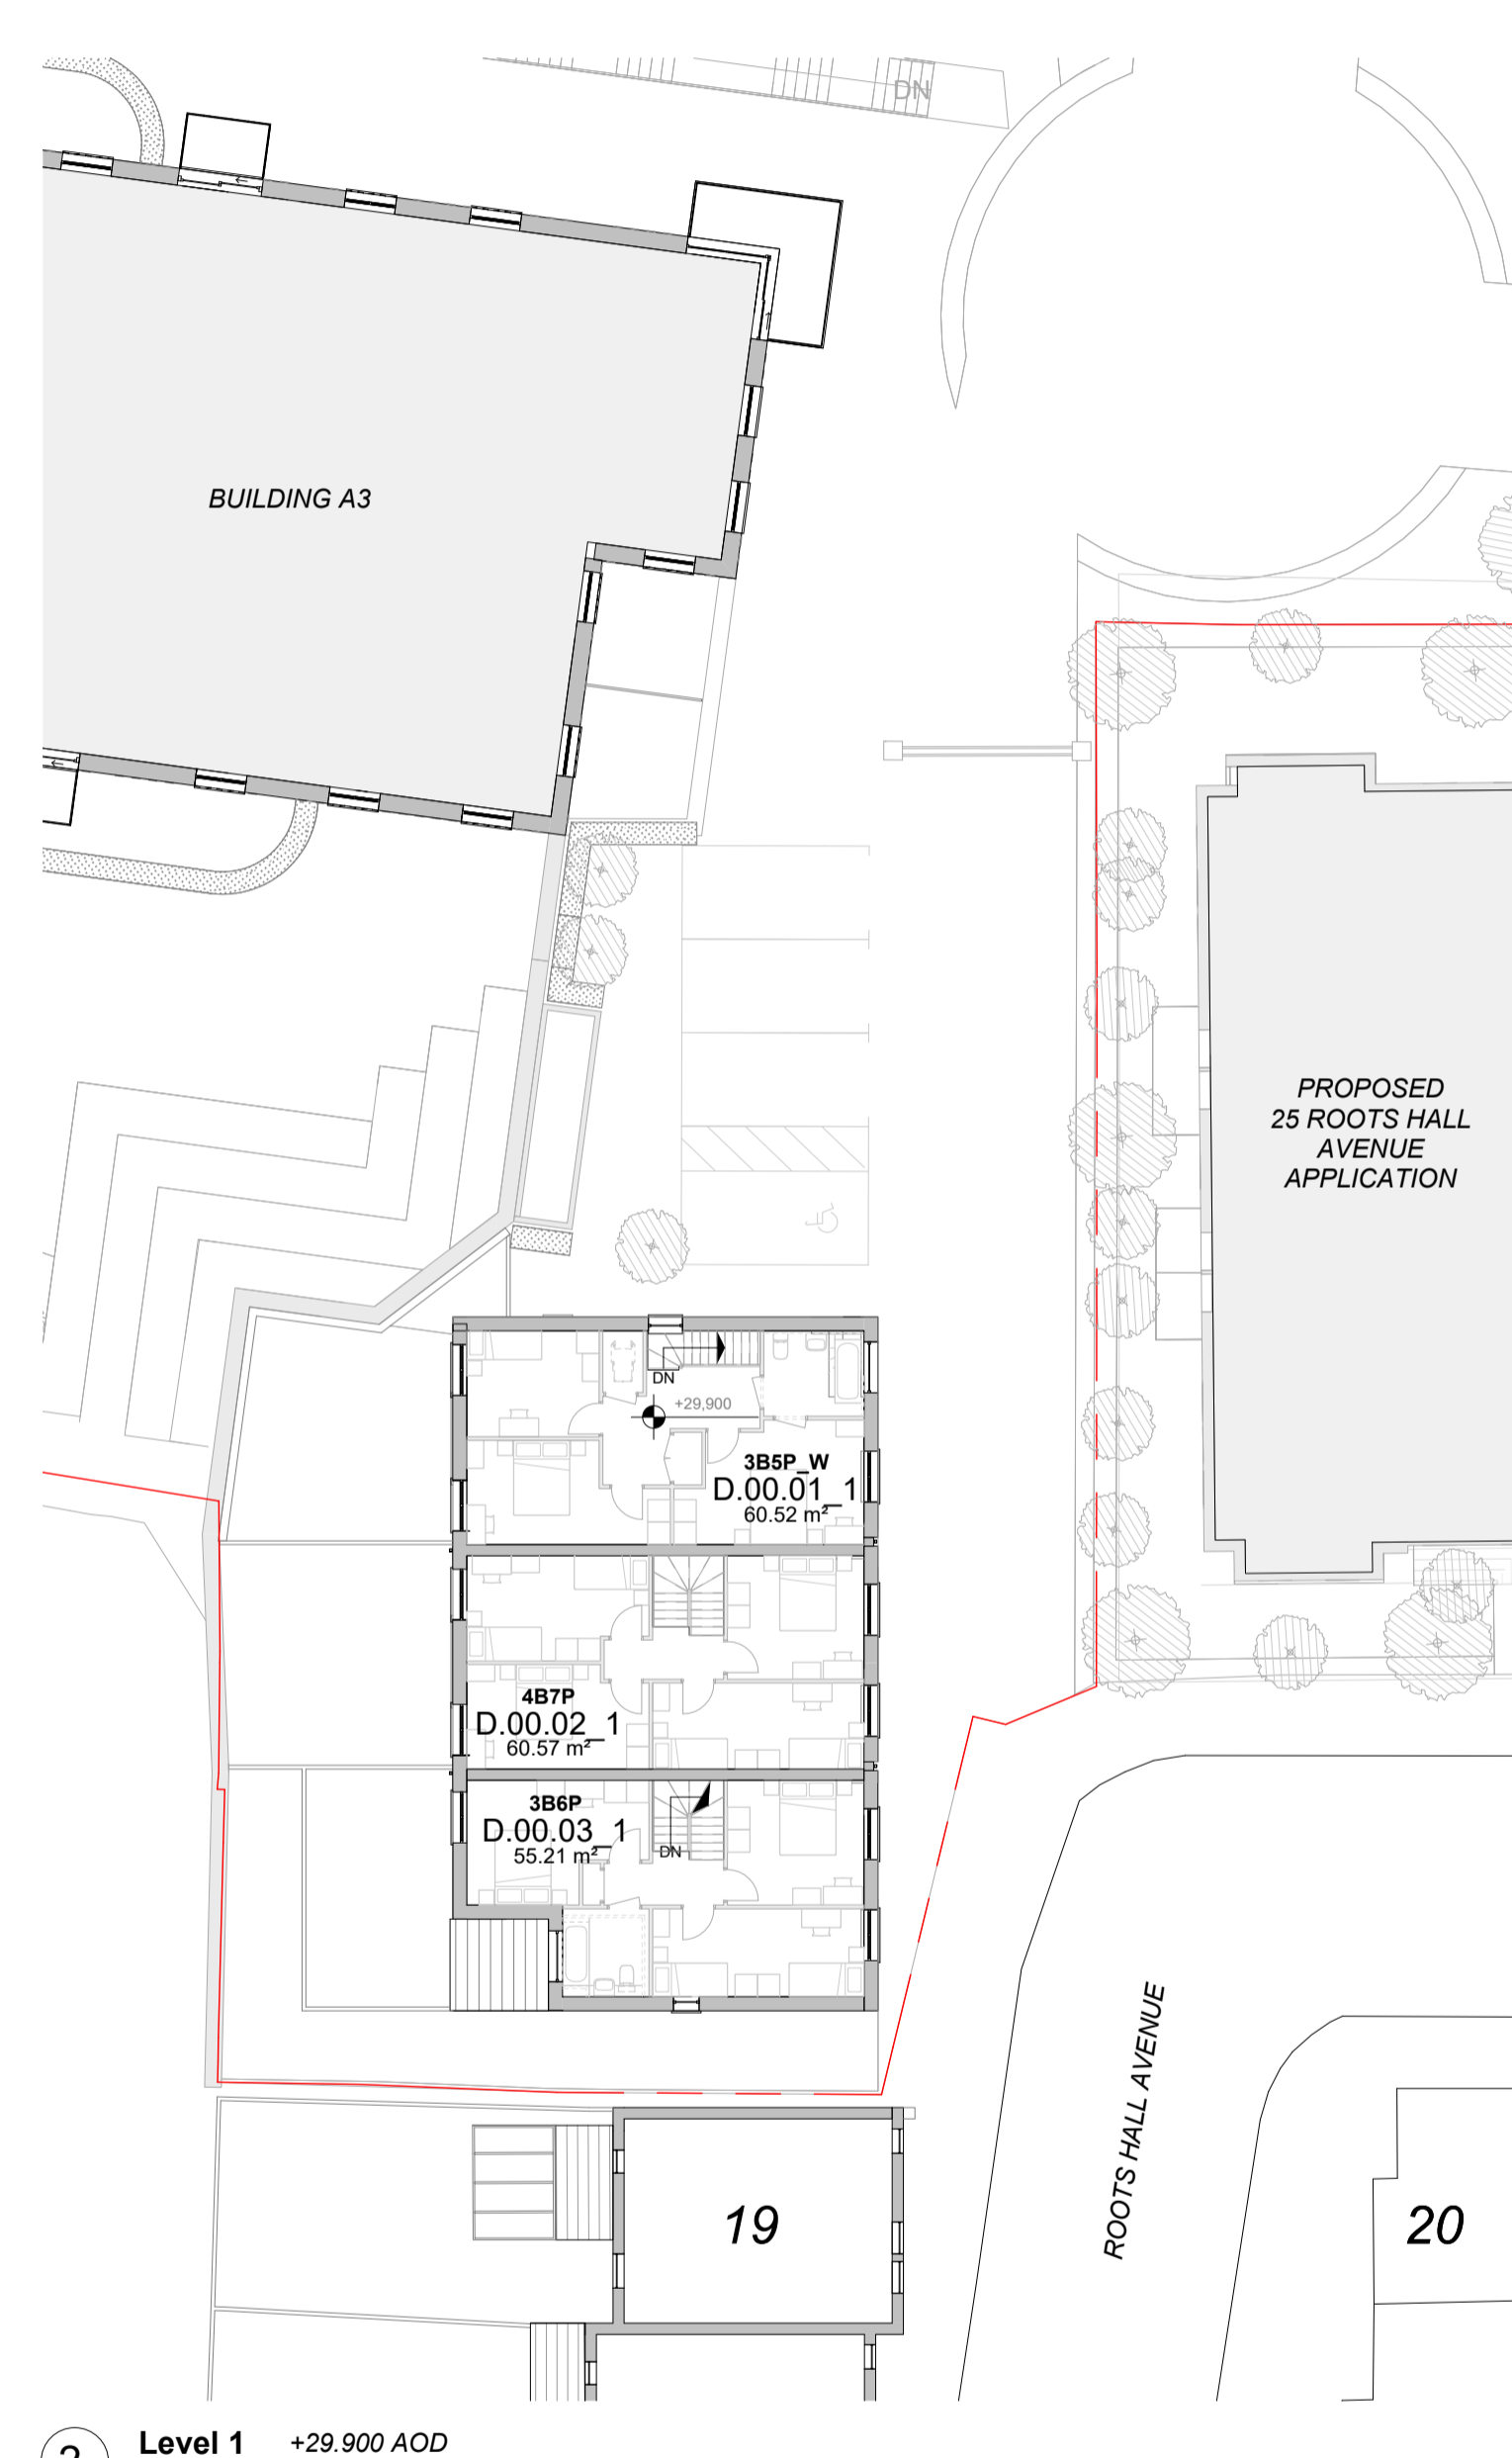 DN
BUILDING A3
PROPOSED
25 ROOTS HALL
AVENUE
APPLICATION
DN
+29,900
3B5P_W
D.00.01_1
60.52 m²
4B7P
D.00.02_1
60.57 m²
3B6P
D.00.03_1
55.21 m²
DN
ROOTS HALL AVENUE
19
20
2
Level 1 +29.900 AOD